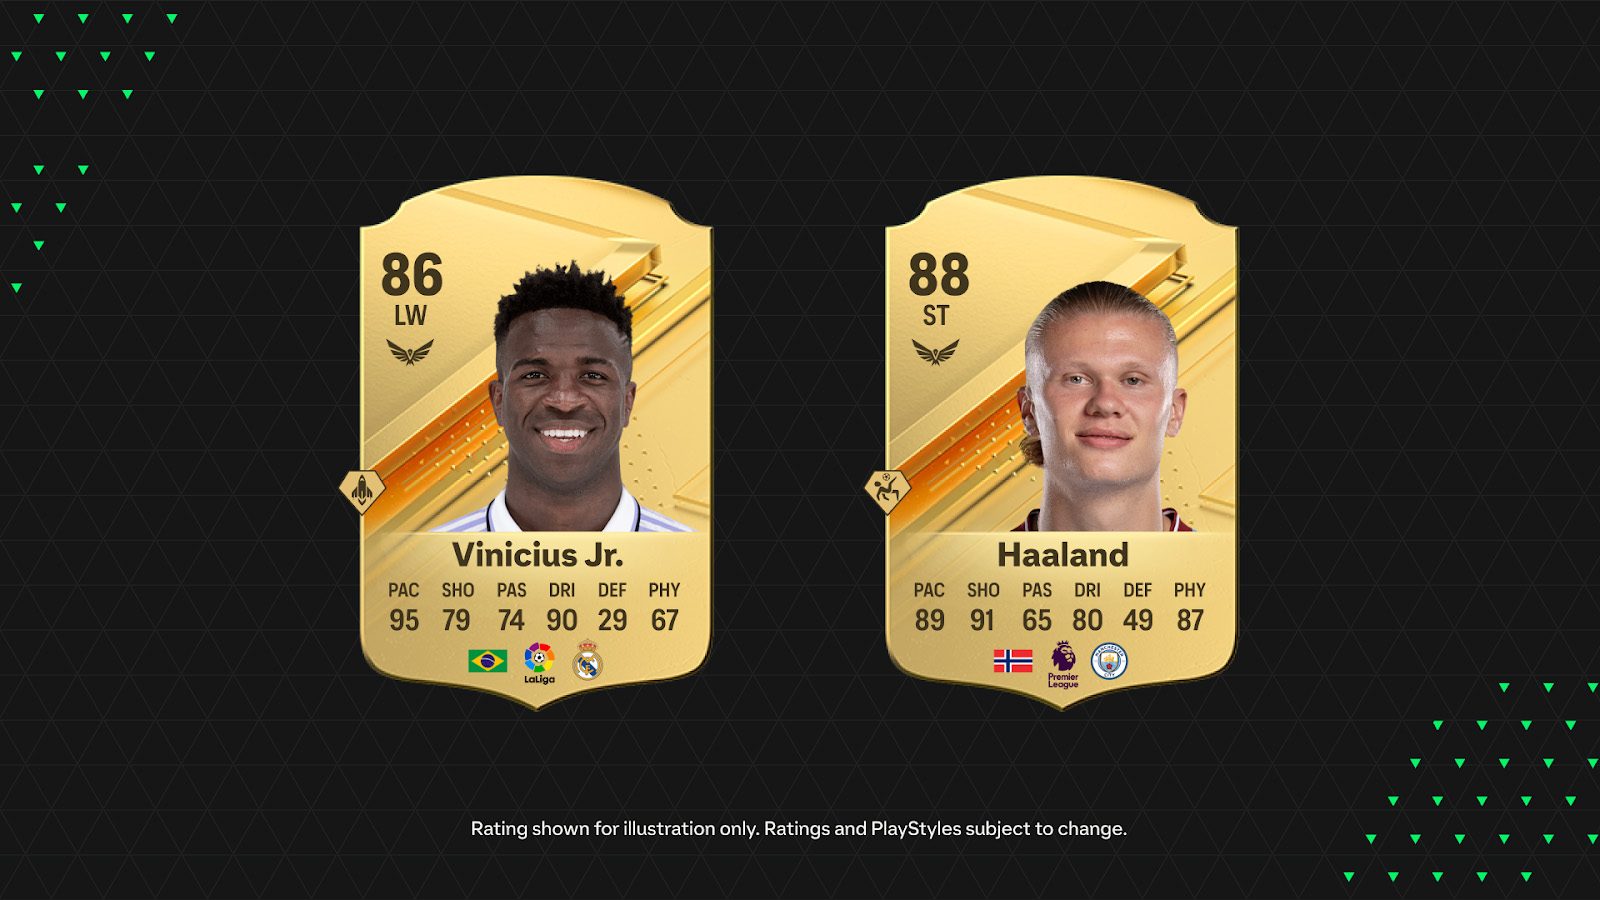 86
LW
Vinicius Jr.
PAC SHO PAS DRI DEF PHY
95 79 74 90 29 67
LaLiga
88
ST
Haaland
PAC SHO PAS DRI DEF PHY
89 91 65 80 49 87
Premier
League
MANCHESTER
CITY
Rating shown for illustration only. Ratings and PlayStyles subject to change.